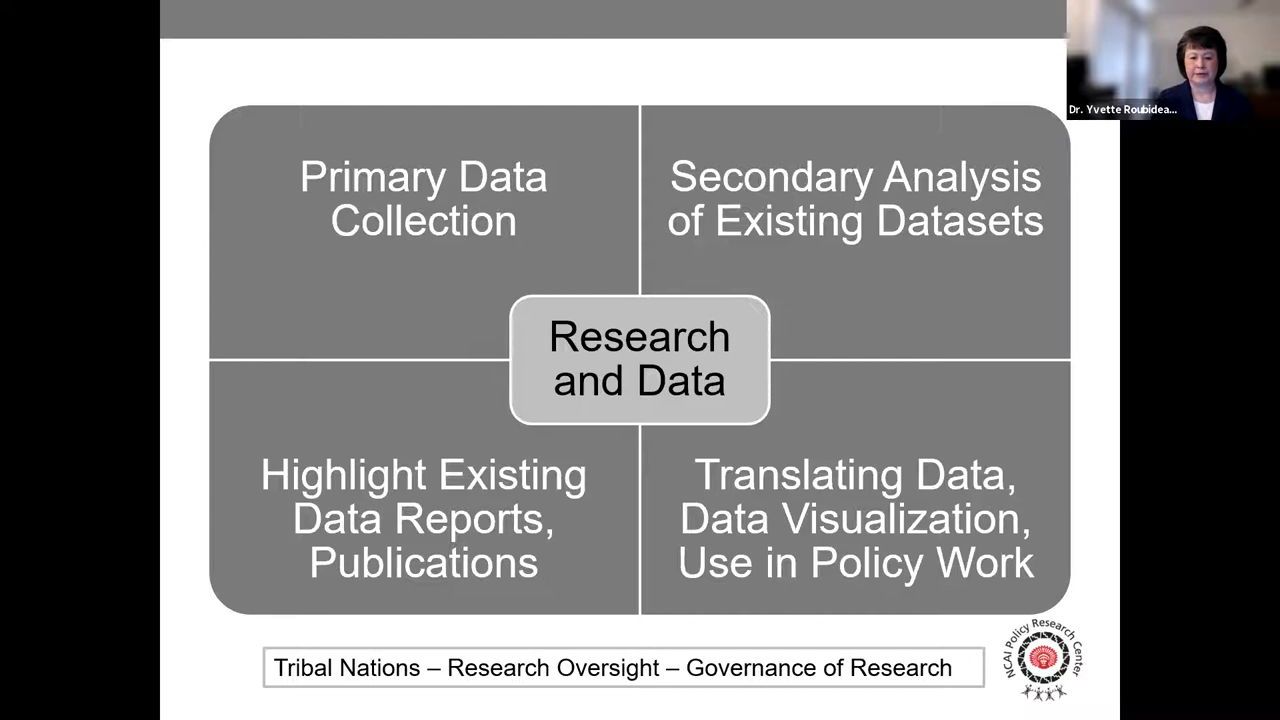 Dr. Yvette Roubidea...
Primary Data
Collection
Secondary Analysis
of Existing Datasets
Research
and Data
Highlight Existing
Data Reports,
Publications
Translating Data,
Data Visualization,
Use in Policy Work
Tribal Nations – Research Oversight – Governance of Research
NCAI Policy Research Center